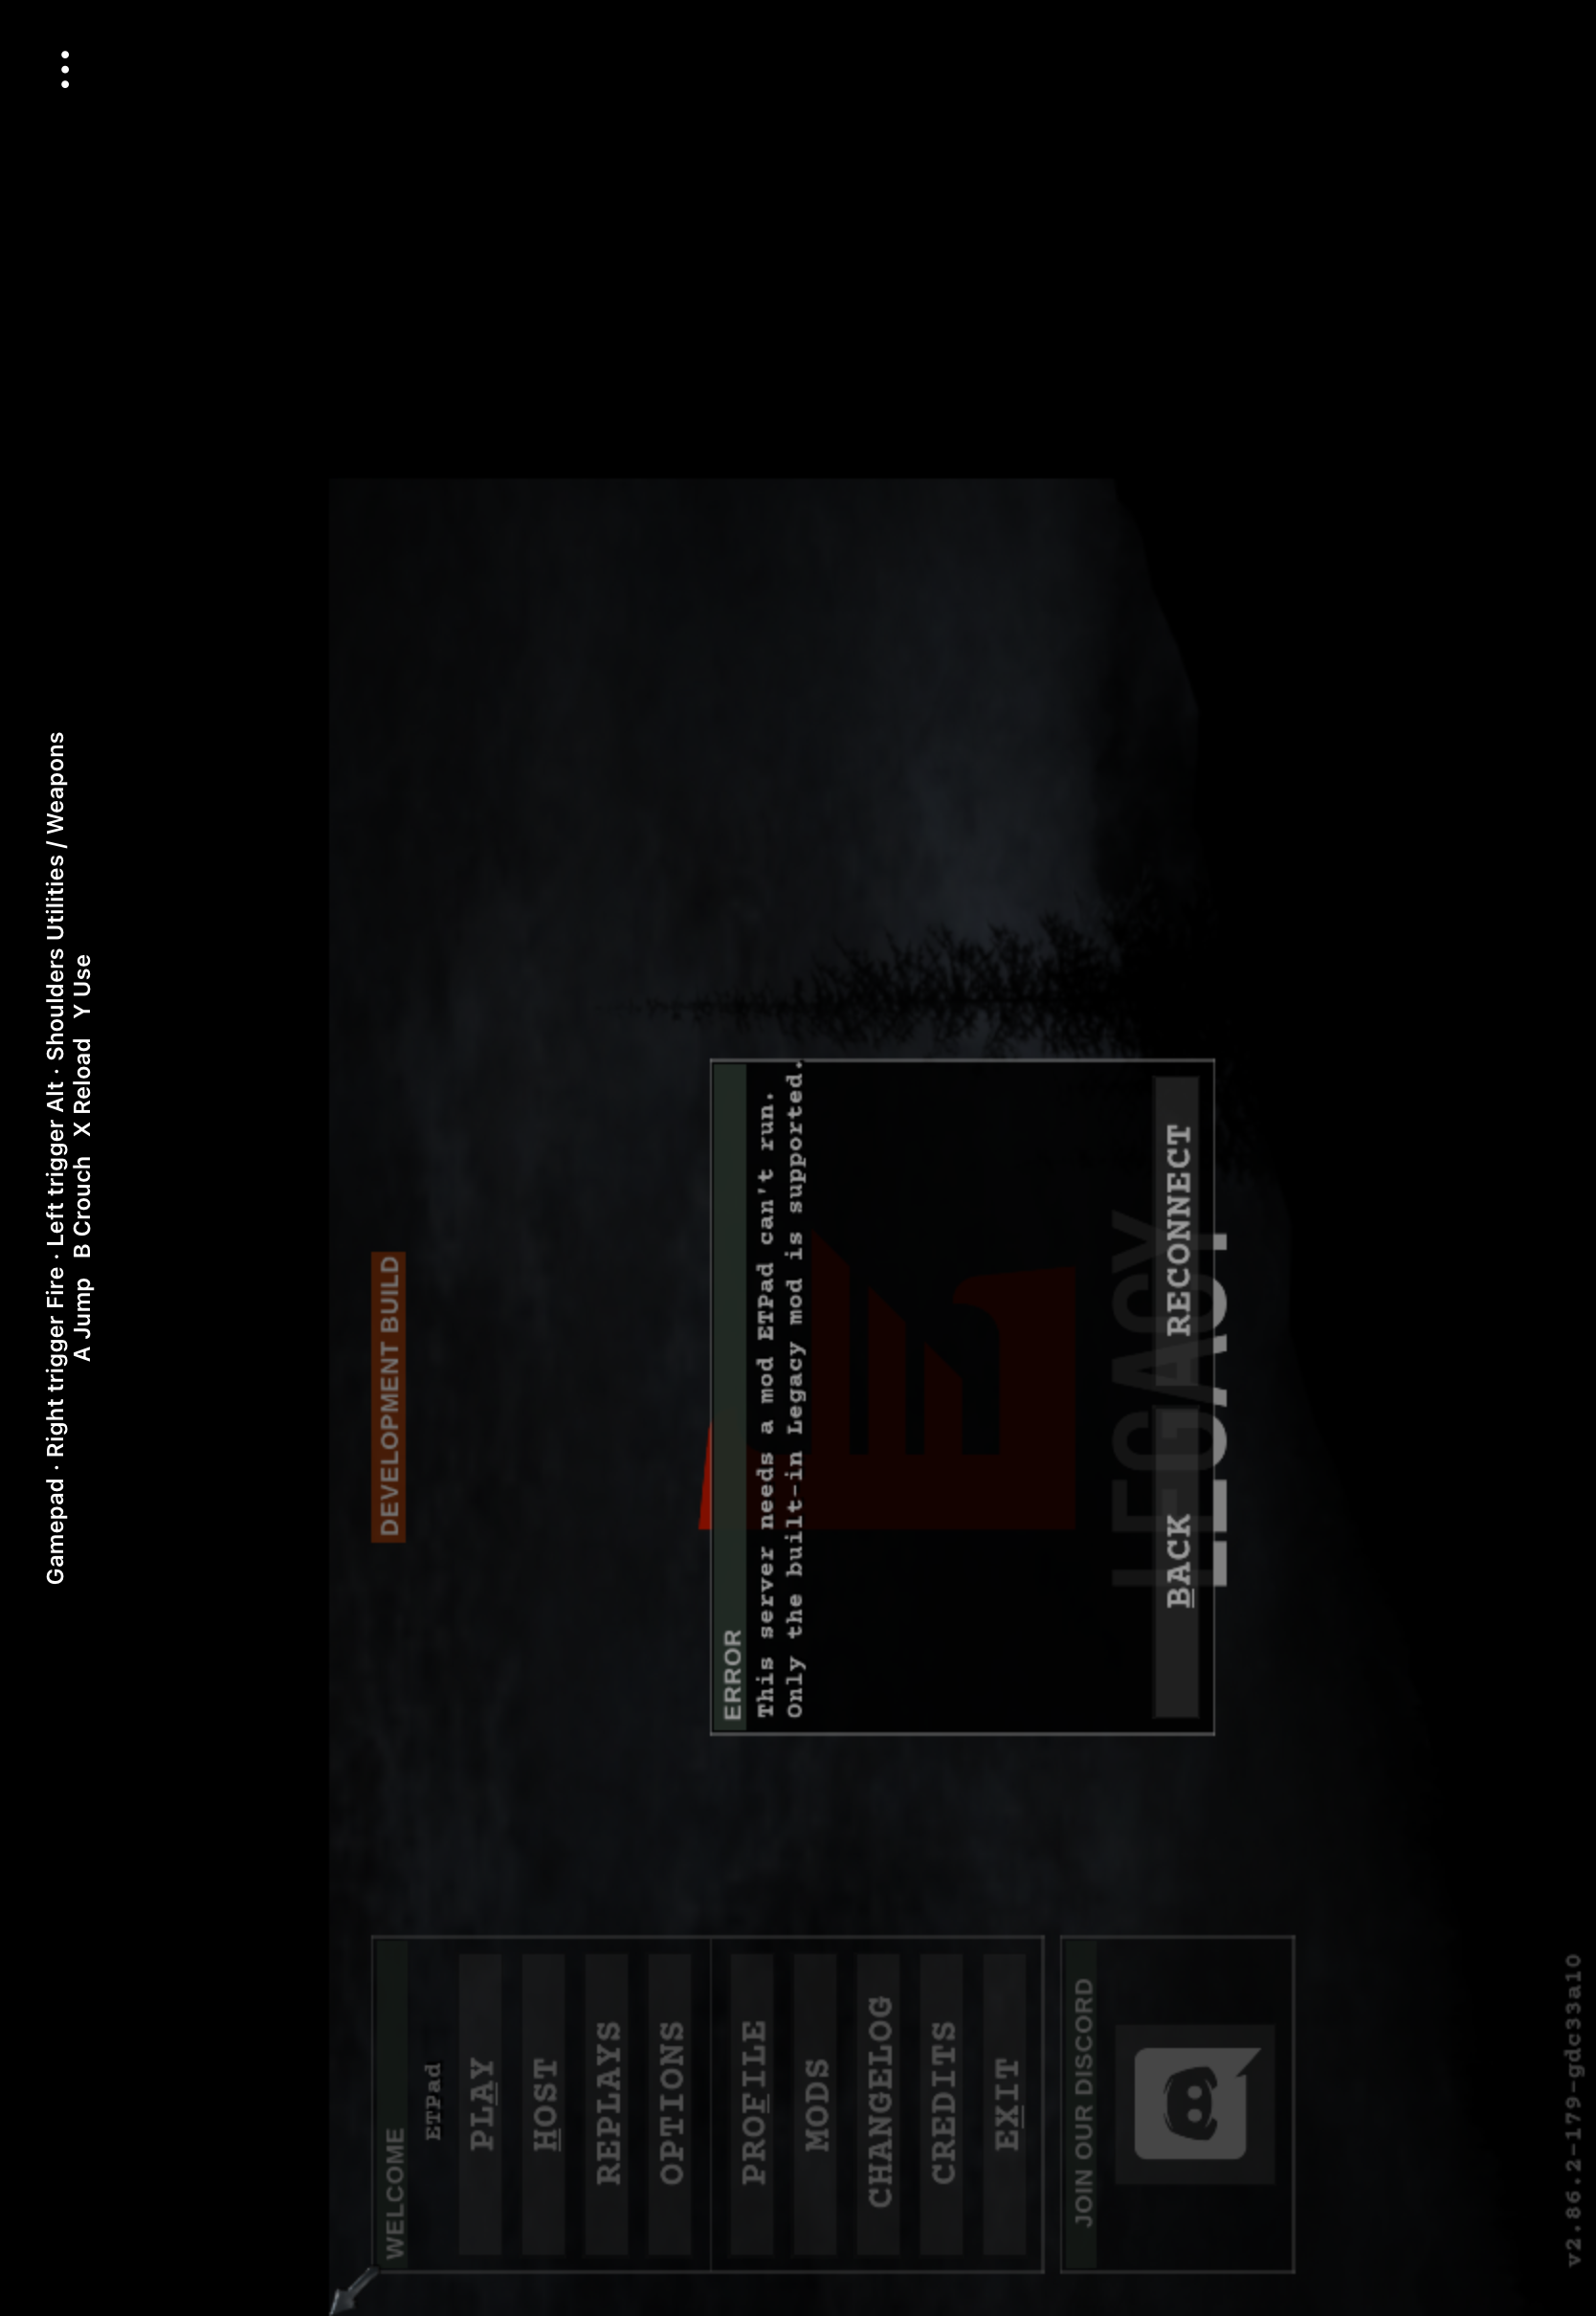 Gamepad · Right trigger Fire · Left trigger Alt · Shoulders Utilities / Weapons
A Jump B Crouch X Reload Y Use
DEVELOPMENT BUILD
WELCOME
ETPad
PLAY
HOST
REPLAYS
OPTIONS
PROFILE
MODS
CHANGELOG
CREDITS
EXIT
JOIN OUR DISCORD
ERROR
This server needs a mod ETPad can't run.
Only the built-in Legacy mod is supported.
BACK
RECONNECT
LEGACY
v2.86.2-179-gdc33a10